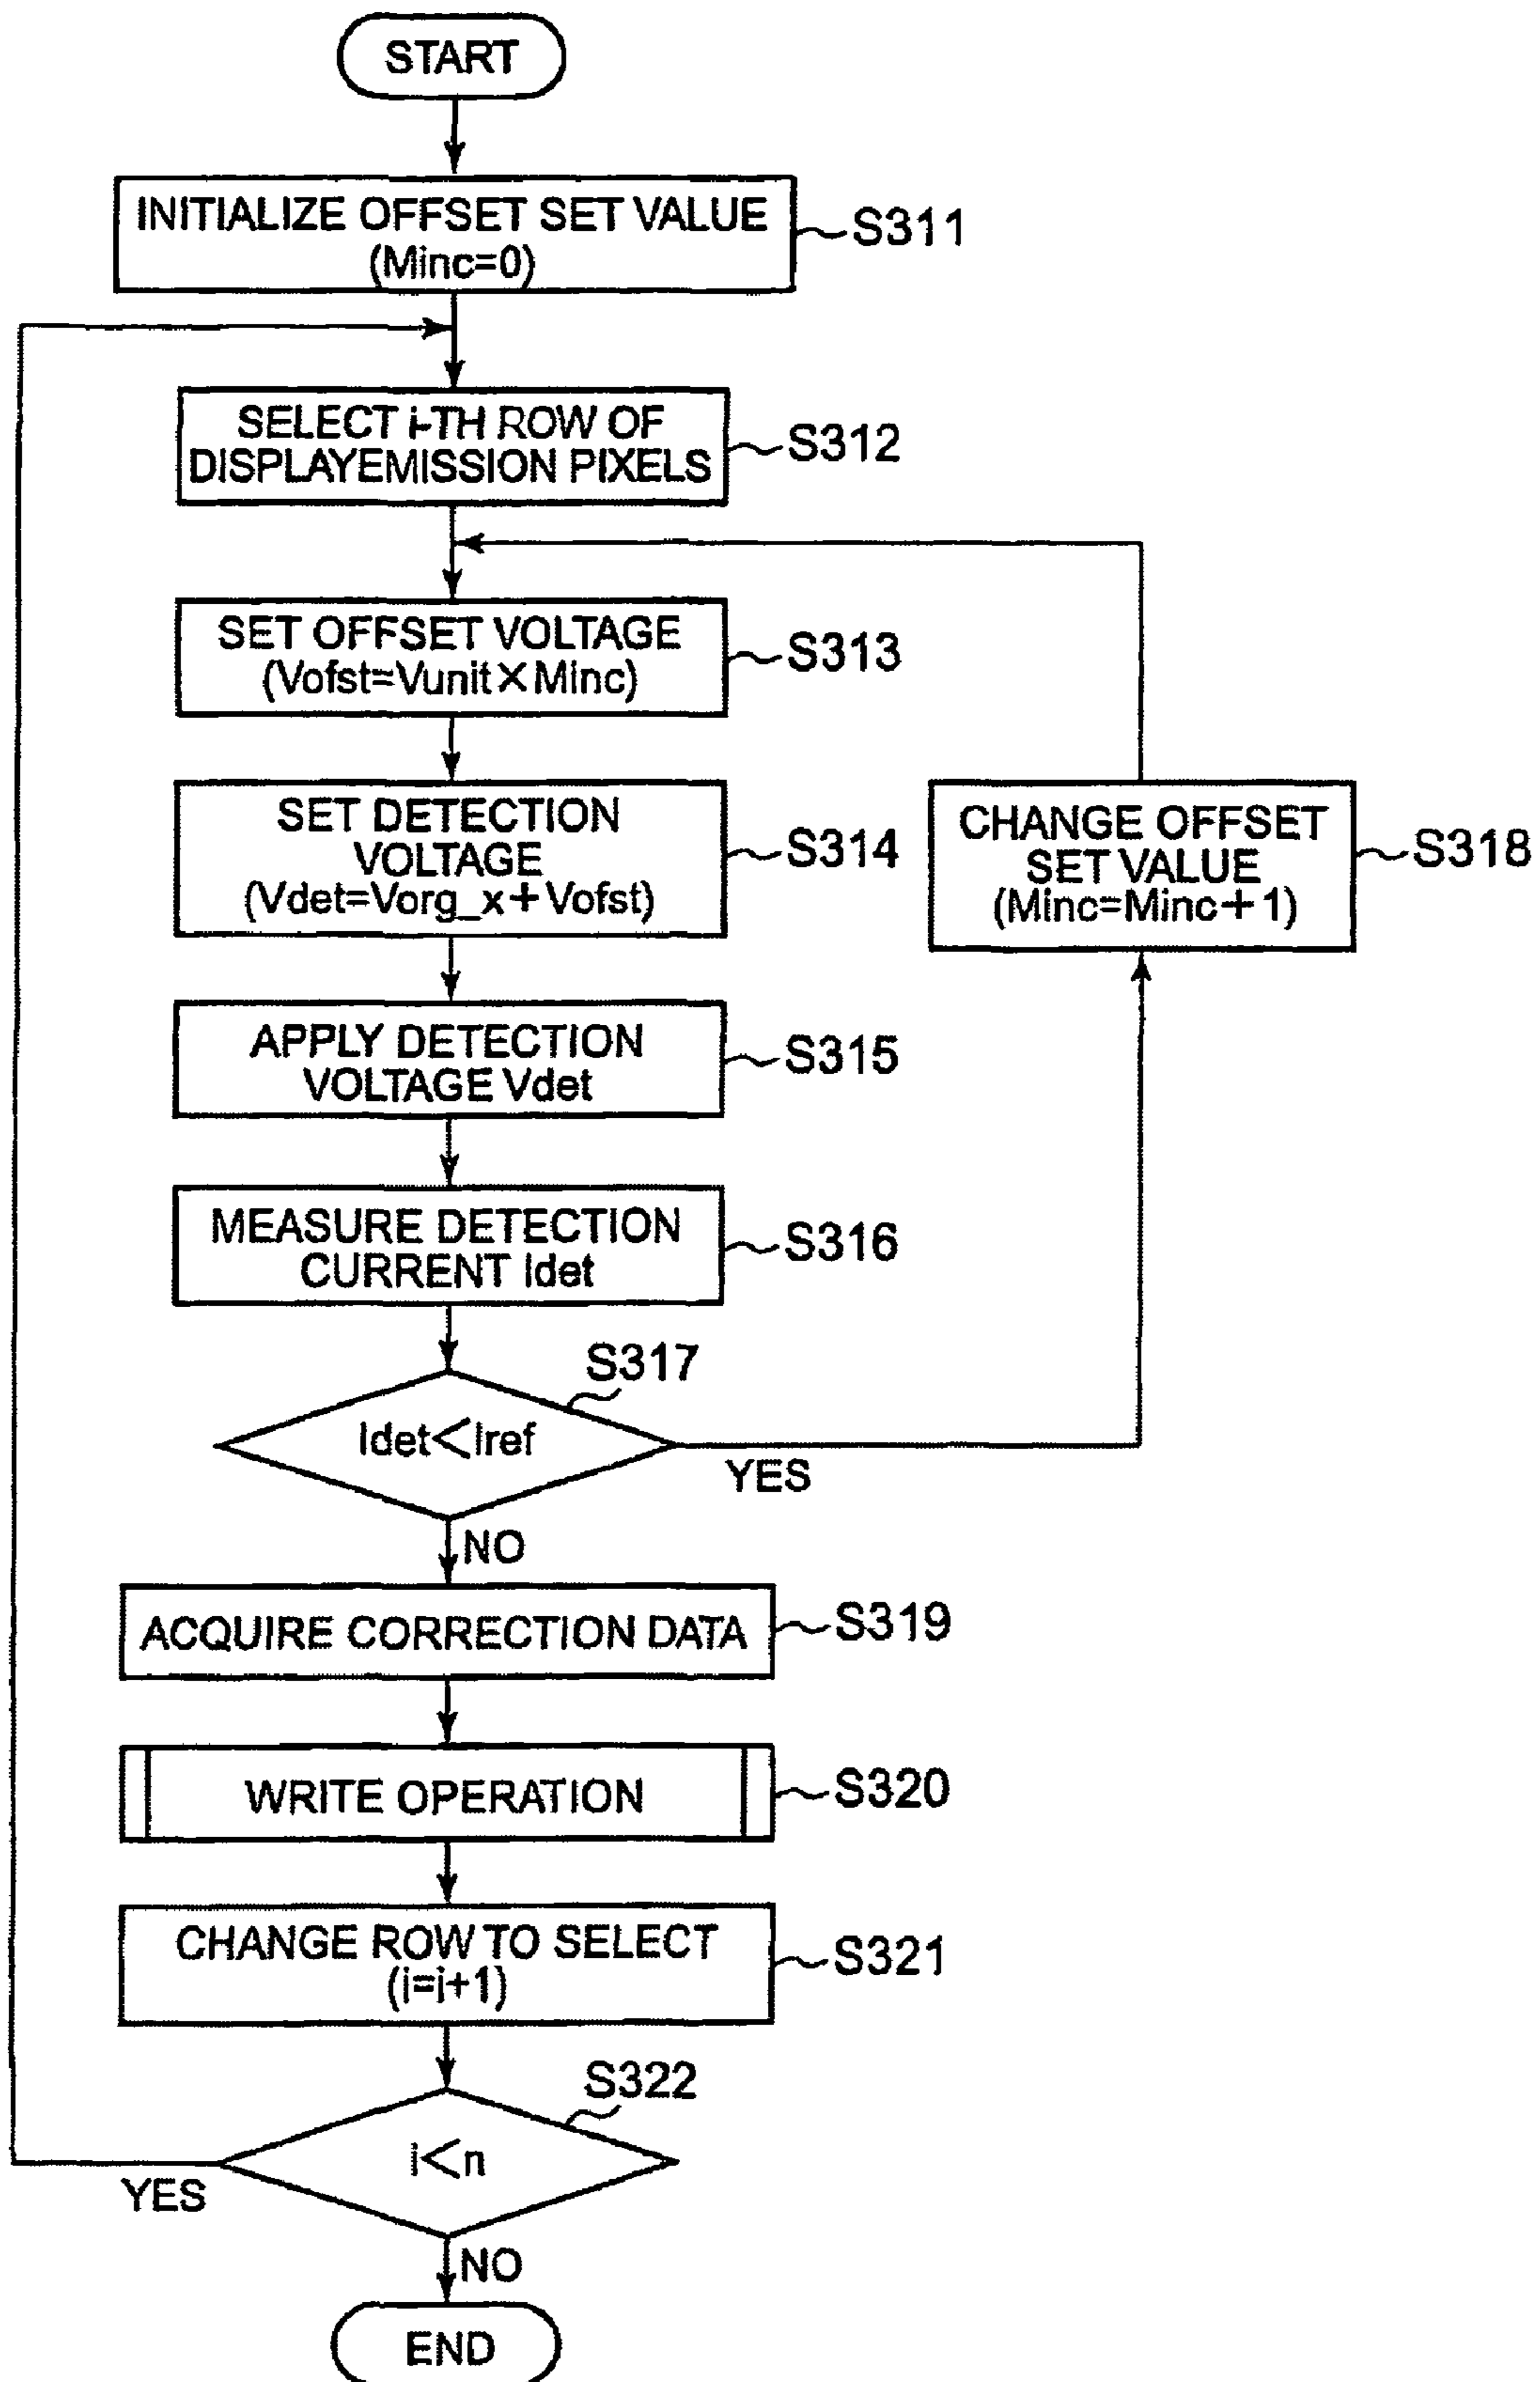 START
INITIALIZE OFFSET SET VALUE
(Minc=0)
S311
SELECT i-TH ROW OF
DISPLAYEMISSION PIXELS
S312
SET OFFSET VOLTAGE
(Vofst=Vunit×Minc)
S313
SET DETECTION
VOLTAGE
(Vdet=Vorg_x+Vofst)
S314
CHANGE OFFSET
SET VALUE
(Minc=Minc+1)
S318
APPLY DETECTION
VOLTAGE Vdet
S315
MEASURE DETECTION
CURRENT Idet
S316
S317
Idet<Iref
YES
NO
ACQUIRE CORRECTION DATA
S319
WRITE OPERATION
S320
CHANGE ROW TO SELECT
(i=i+1)
S321
S322
i<n
YES
NO
END